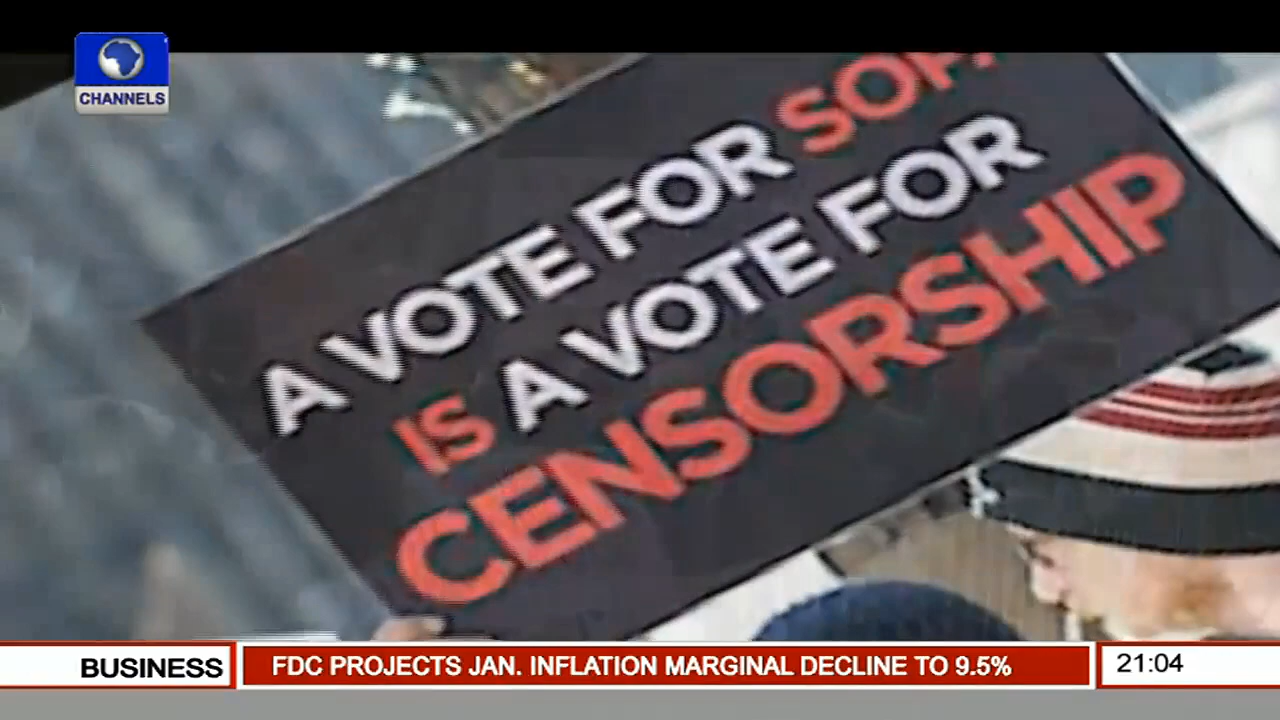 CHANNELS
A VOTE FOR
IS A VOTE FOR
CENSORSHIP
BUSINESS
FDC PROJECTS JAN. INFLATION MARGINAL DECLINE TO 9.5%
21:04